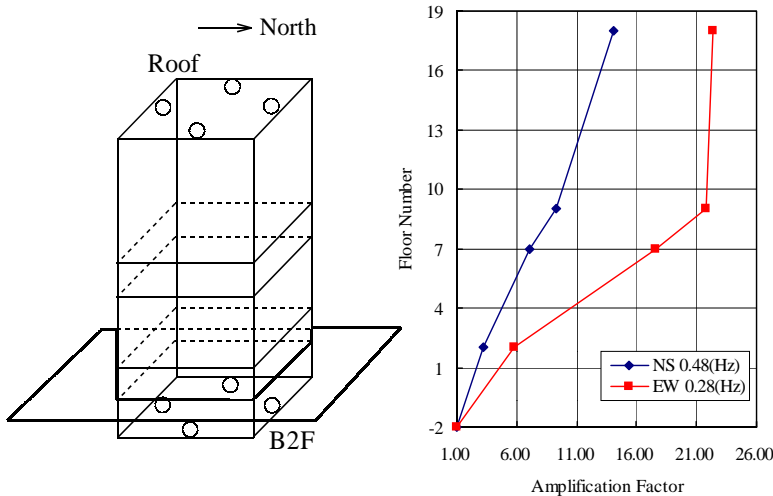 North
Roof
B2F
19
16
13
10
7
4
1
-2
Floor Number
1.00 6.00 11.00 16.00 21.00 26.00
Amplification Factor
NS 0.48(Hz)
EW 0.28(Hz)